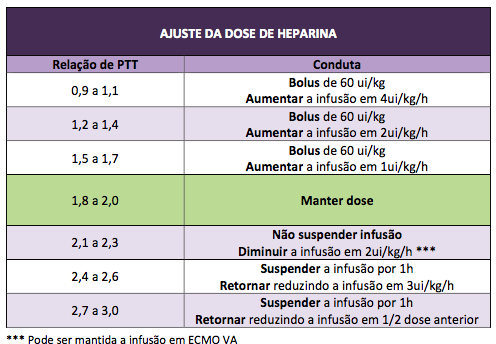 AJUSTE DA DOSE DE HEPARINA
Relação de PTT Conduta
0,9 a 1,1 Bolus de 60 ui/kg
Aumentar a infusão em 4ui/kg/h
1,2 a 1,4 Bolus de 60 ui/kg
Aumentar a infusão em 2ui/kg/h
1,5 a 1,7 Bolus de 60 ui/kg
Aumentar a infusão em 1ui/kg/h
1,8 a 2,0 Manter dose
2,1 a 2,3 Não suspender infusão
Diminuir a infusão em 2ui/kg/h ***
2,4 a 2,6 Suspender a infusão por 1h
Retornar reduzindo a infusão em 3ui/kg/h
2,7 a 3,0 Suspender a infusão por 1h
Retornar reduzindo a infusão em 1/2 dose anterior
*** Pode ser mantida a infusão em ECMO VA